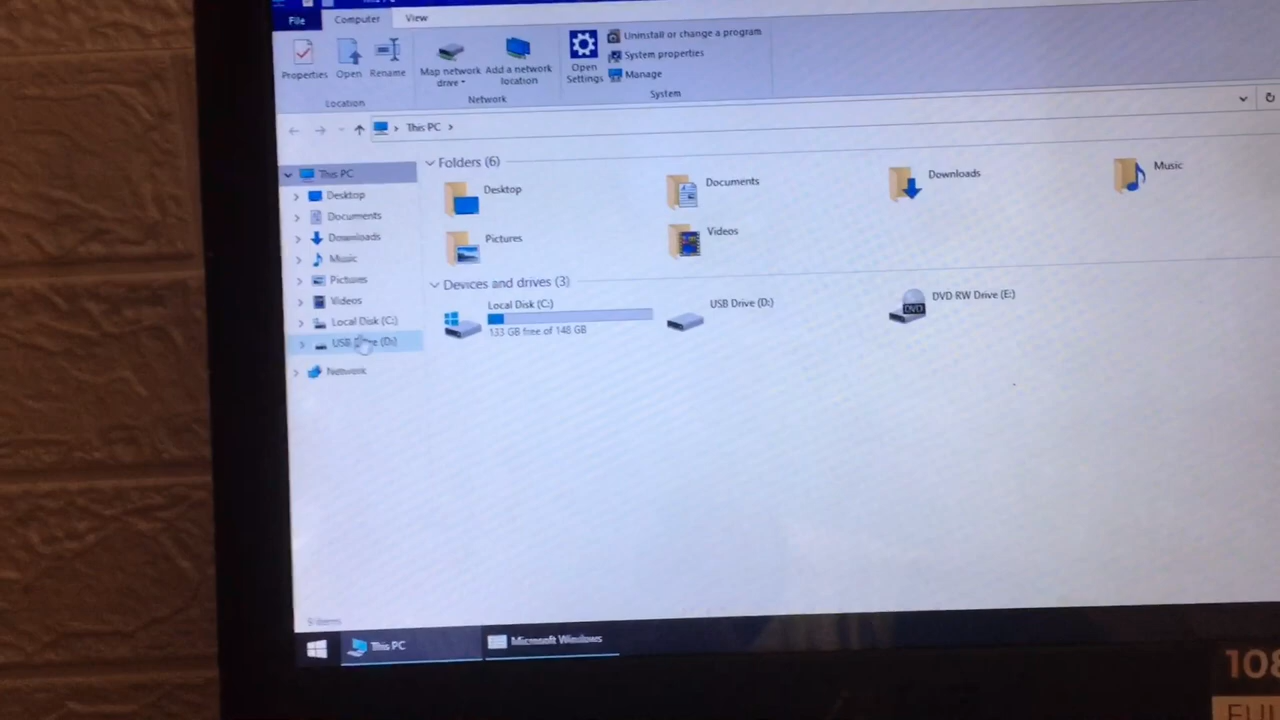 File
Computer
View
Properties
Open
Rename
Map network drive
Add a network location
Open Settings
Uninstall or change a program
System properties
Manage
Location
Network
System
This PC
This PC
Desktop
Documents
Downloads
Music
Pictures
Videos
Local Disk (C:)
Network
Folders (6)
Desktop
Documents
Downloads
Music
Pictures
Videos
Devices and drives (3)
Local Disk (C:)
133 GB free of 148 GB
USB Drive (D:)
DVD RW Drive (E:)
DVD
9 items
This PC
Microsoft Windows